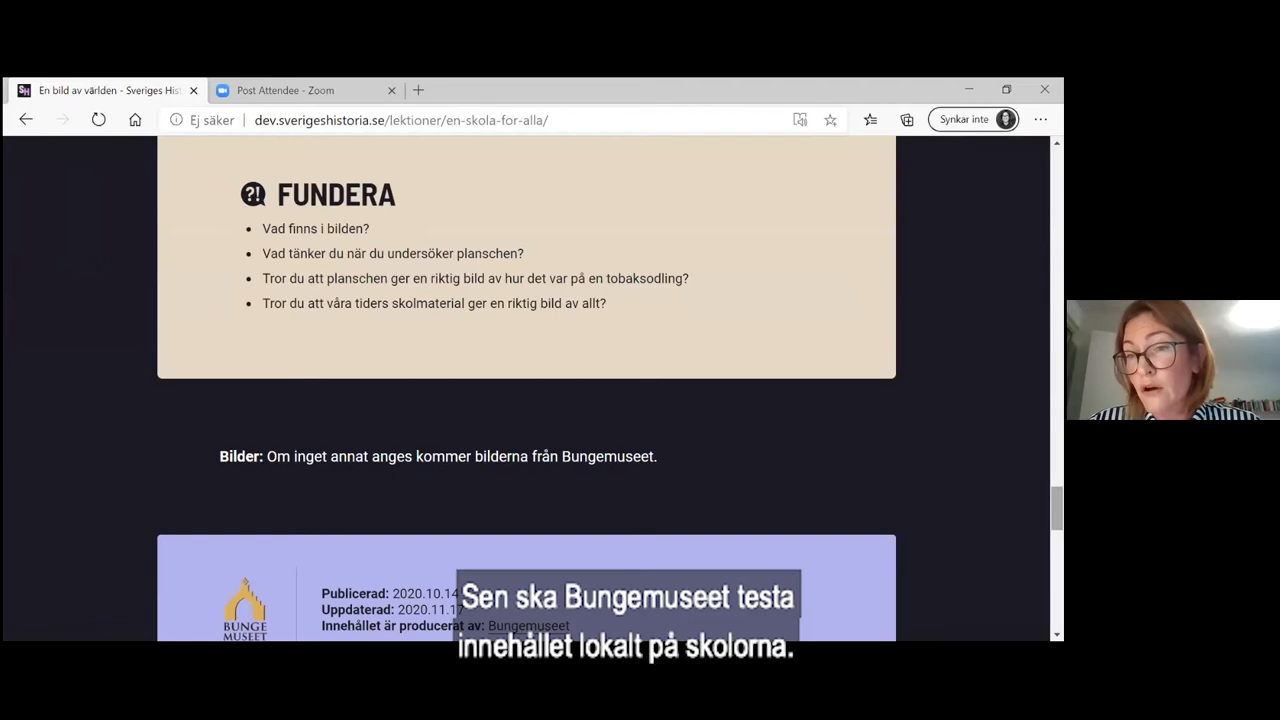 En bild av världen - Sveriges His
Post Attendee - Zoom
Ej säker
dev.sverigeshistoria.se/lektioner/en-skola-for-alla/
Synkar inte
FUNDERA
Vad finns i bilden?
Vad tänker du när du undersöker planschen?
Tror du att planschen ger en riktig bild av hur det var på en tobaksodling?
Tror du att våra tiders skolmaterial ger en riktig bild av allt?
Bilder: Om inget annat anges kommer bilderna från Bungemuseet.
BUNGE
MUSEET
Publicerad: 2020.10.14
Uppdaterad: 2020.11.17
Innehållet är producerat av: Bungemuseet
Sen ska Bungemuseet testa
innehållet lokalt på skolorna.